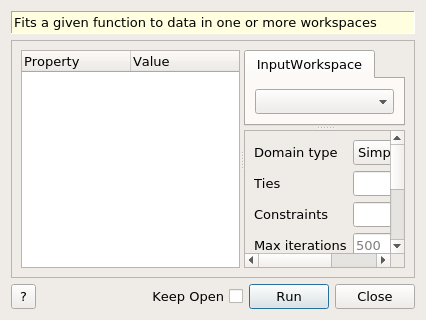 Fits a given function to data in one or more workspaces
Property Value
InputWorkspace
Domain type Simp
Ties
Constraints
Max iterations 500
? Keep Open Run Close